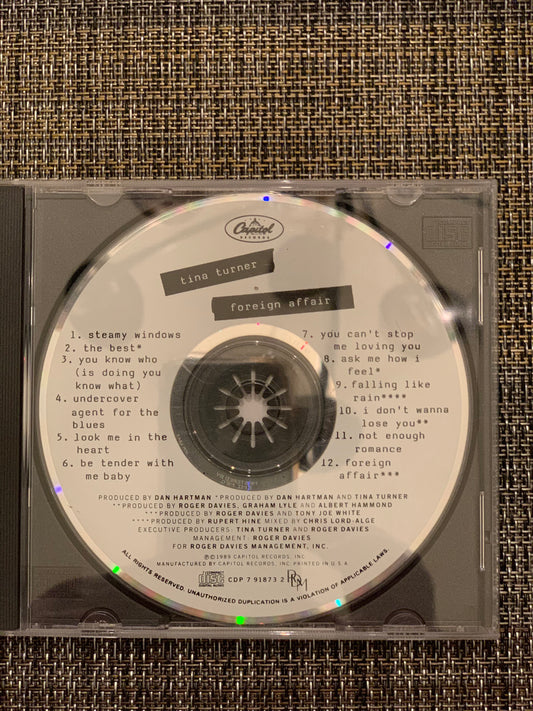 Capitol
RECORDS
tina turner
foreign affair
1. steamy windows
2. the best*
3. you know who
(is doing you
know what)
4. undercover
agent for the
blues
5. look me in the
heart
6. be tender with
me baby
7. you can't stop
me loving you
8. ask me how i
feel*
9. falling like
rain****
10. i don't wanna
lose you**
11. not enough
romance
12. foreign
affair***
PRODUCED BY DAN HARTMAN *PRODUCED BY DAN HARTMAN AND TINA TURNER
**PRODUCED BY ROGER DAVIES, GRAHAM LYLE AND ALBERT HAMMOND
***PRODUCED BY ROGER DAVIES AND TONY JOE WHITE
****PRODUCED BY RUPERT HINE MIXED BY CHRIS LORD-ALGE
EXECUTIVE PRODUCERS: TINA TURNER AND ROGER DAVIES
MANAGEMENT: ROGER DAVIES
FOR ROGER DAVIES MANAGEMENT, INC.
℗©1989 CAPITOL RECORDS, INC.
MANUFACTURED BY CAPITOL RECORDS, INC. PRINTED IN U.S.A.
COMPACT disc DIGITAL AUDIO CDP 7 91873 2 RDM
ALL RIGHTS RESERVED. UNAUTHORIZED DUPLICATION IS A VIOLATION OF APPLICABLE LAWS.